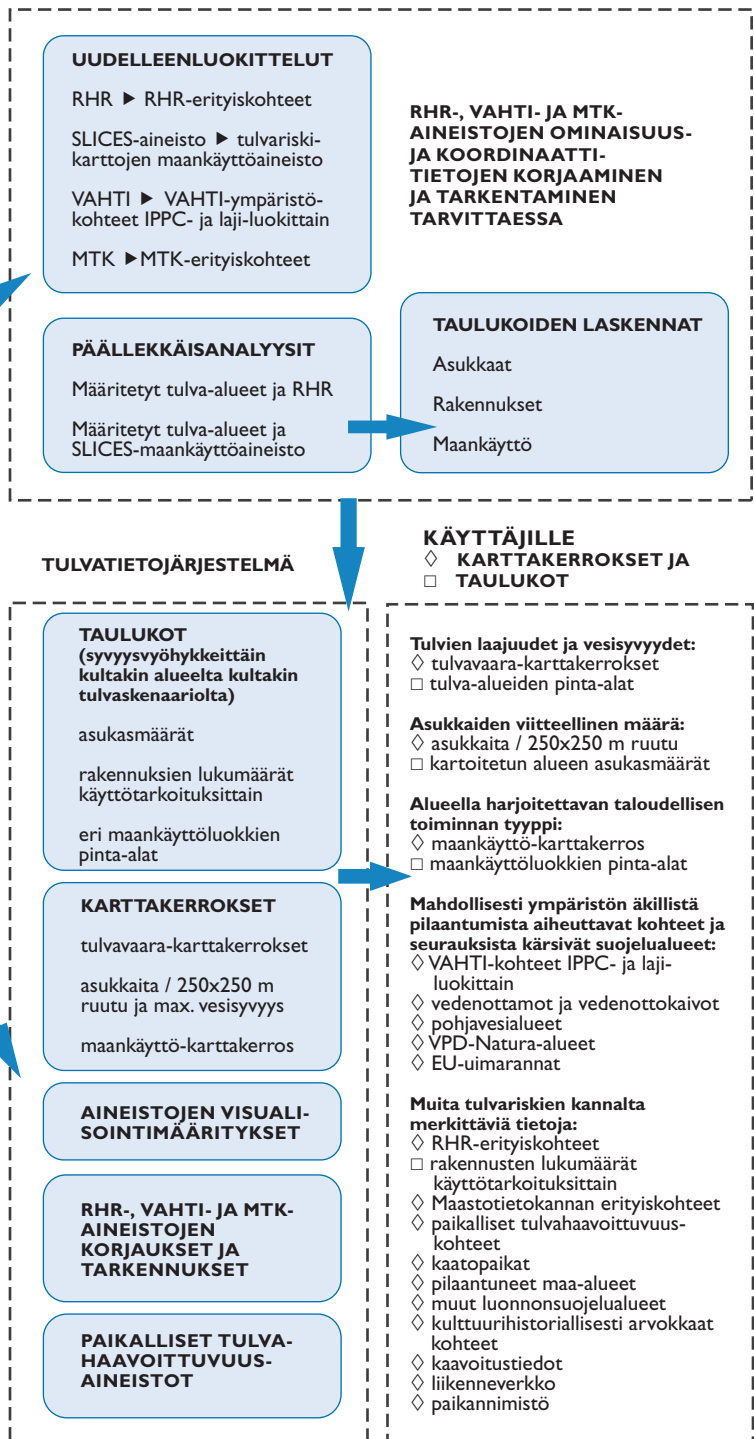 UUDELLEENLUOKITTELUT
RHR ► RHR-erityiskohteet
SLICES-aineisto ► tulvariski-
karttojen maankäyttöaineisto
VAHTI ► VAHTI-ympäristö-
kohteet IPPC- ja laji-luokittain
MTK ►MTK-erityiskohteet
RHR-, VAHTI- JA MTK-
AINEISTOJEN OMINAISUUS-
JA KOORDINAATTI-
TIETOJEN KORJAAMINEN
JA TARKENTAMINEN
TARVITTAESSA
PÄÄLLEKKÄISANALYYSIT
Määritetyt tulva-alueet ja RHR
Määritetyt tulva-alueet ja
SLICES-maankäyttöaineisto
TAULUKOIDEN LASKENNAT
Asukkaat
Rakennukset
Maankäyttö
TULVATIETOJÄRJESTELMÄ
TAULUKOT
(syvyysvyöhykkeittäin
kultakin alueelta kultakin
tulvaskenaariolta)
asukasmäärät
rakennuksien lukumäärät
käyttötarkoituksittain
eri maankäyttöluokkien
pinta-alat
KARTTAKERROKSET
tulvavaara-karttakerrokset
asukkaita / 250x250 m
ruutu ja max. vesisyvyys
maankäyttö-karttakerros
AINEISTOJEN VISUALI-
SOINTIMÄÄRITYKSET
RHR-, VAHTI- JA MTK-
AINEISTOJEN
KORJAUKSET JA
TARKENNUKSET
PAIKALLISET TULVA-
HAAVOITTUVUUS-
AINEISTOT
KÄYTTÄJILLE
◊ KARTTAKERROKSET JA
□ TAULUKOT
Tulvien laajuudet ja vesisyvyydet:
◊ tulvavaara-karttakerrokset
□ tulva-alueiden pinta-alat
Asukkaiden viitteellinen määrä:
◊ asukkaita / 250x250 m ruutu
□ kartoitetun alueen asukasmäärät
Alueella harjoitettavan taloudellisen
toiminnan tyyppi:
◊ maankäyttö-karttakerros
□ maankäyttöluokkien pinta-alat
Mahdollisesti ympäristön äkillistä
pilaantumista aiheuttavat kohteet ja
seurauksista kärsivät suojelualueet:
◊ VAHTI-kohteet IPPC- ja laji-
luokittain
◊ vedenottamot ja vedenottokaivot
◊ pohjavesialueet
◊ VPD-Natura-alueet
◊ EU-uimarannat
Muita tulvariskien kannalta
merkittäviä tietoja:
◊ RHR-erityiskohteet
□ rakennusten lukumäärät
käyttötarkoituksittain
◊ Maastotietokannan erityiskohteet
◊ paikalliset tulvahaavoittuvuus-
kohteet
◊ kaatopaikat
◊ pilaantuneet maa-alueet
◊ muut luonnonsuojelualueet
◊ kulttuurihistoriallisesti arvokkaat
kohteet
◊ kaavoitustiedot
◊ liikenneverkko
◊ paikannimistö